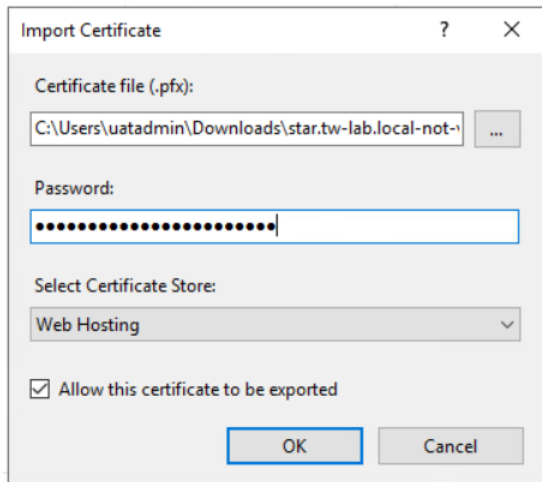 Import Certificate
? ×
Certificate file (.pfx):
C:\Users\uatadmin\Downloads\star.tw-lab.local-not-
...
Password:
●●●●●●●●●●●●●●●●●●●●●●●
Select Certificate Store:
Web Hosting
Allow this certificate to be exported
OK Cancel